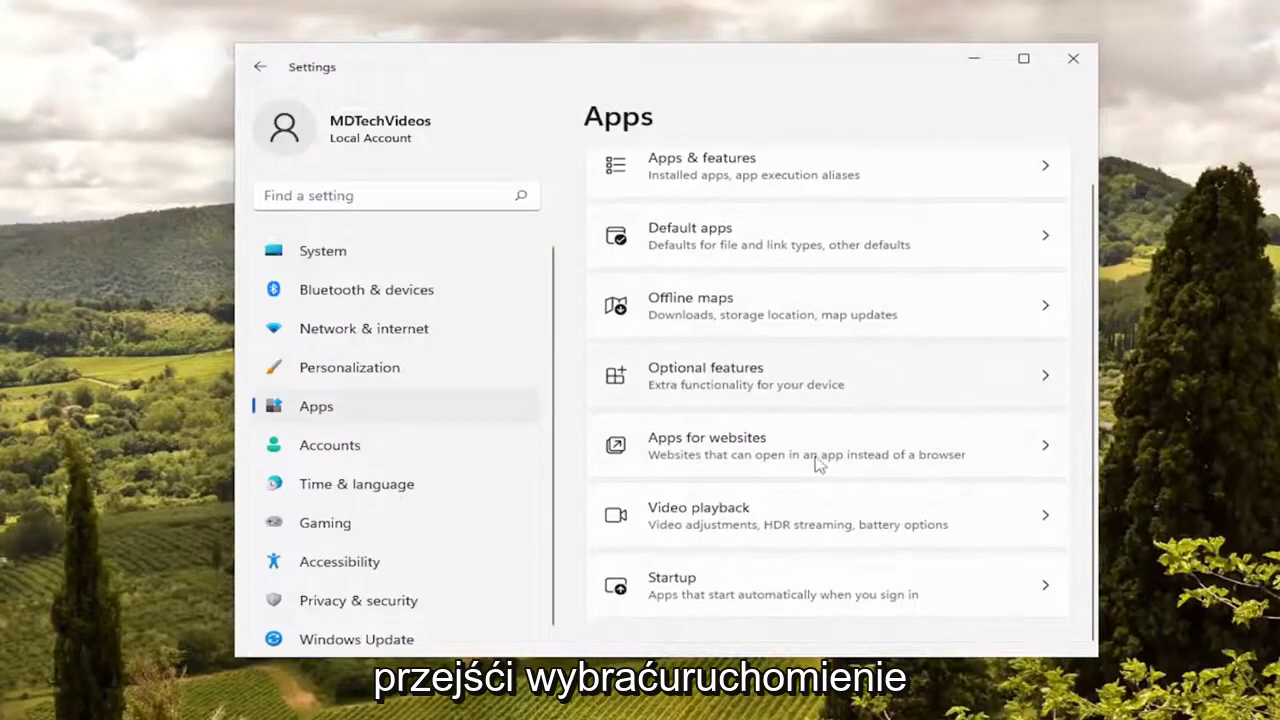 Settings
MDTechVideos
Local Account
Find a setting
System
Bluetooth & devices
Network & internet
Personalization
Apps
Accounts
Time & language
Gaming
Accessibility
Privacy & security
Windows Update
Apps
Apps & features
Installed apps, app execution aliases
Default apps
Defaults for file and link types, other defaults
Offline maps
Downloads, storage location, map updates
Optional features
Extra functionality for your device
Apps for websites
Websites that can open in an app instead of a browser
Video playback
Video adjustments, HDR streaming, battery options
Startup
Apps that start automatically when you sign in
przejśći wybraćuruchomienie